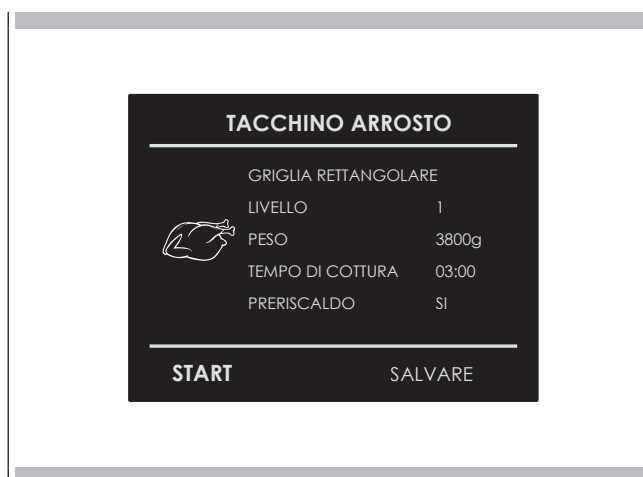 TACCHINO ARROSTO
GRIGLIA RETTANGOLARE
LIVELLO 1
PESO 3800g
TEMPO DI COTTURA 03:00
PRERISCALDO SI
START SALVARE